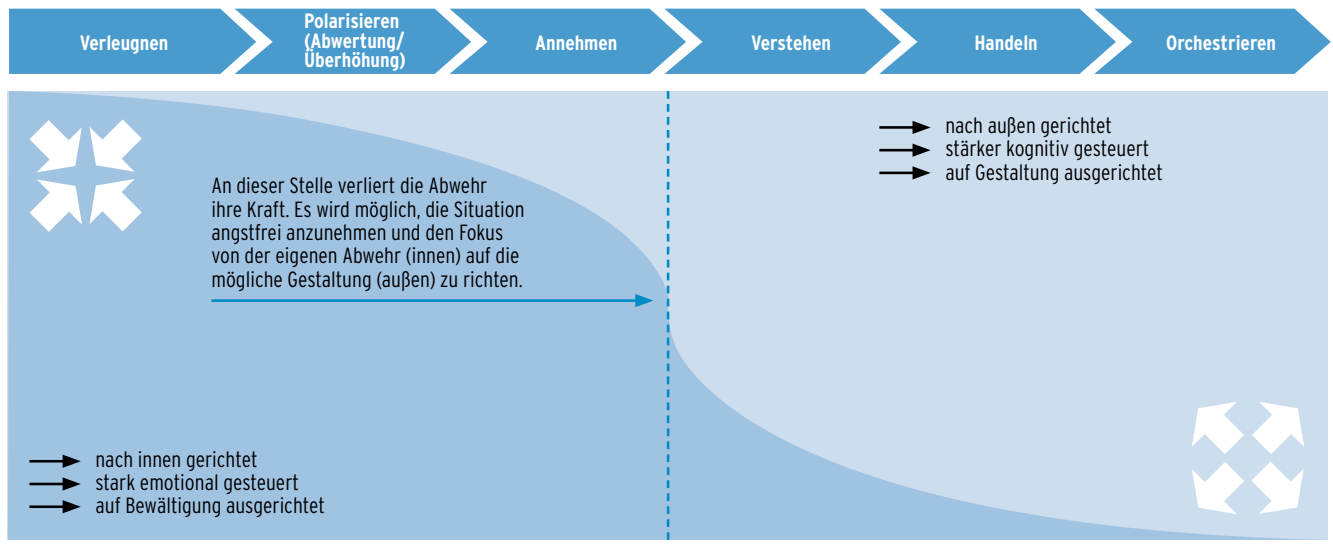 Verleugnen
Polarisieren
(Abwertung/
Überhöhung)
Annehmen
Verstehen
Handeln
Orchestrieren
nach außen gerichtet
stärker kognitiv gesteuert
auf Gestaltung ausgerichtet
An dieser Stelle verliert die Abwehr
ihre Kraft. Es wird möglich, die Situation
angstfrei anzunehmen und den Fokus
von der eigenen Abwehr (innen) auf die
mögliche Gestaltung (außen) zu richten.
nach innen gerichtet
stark emotional gesteuert
auf Bewältigung ausgerichtet